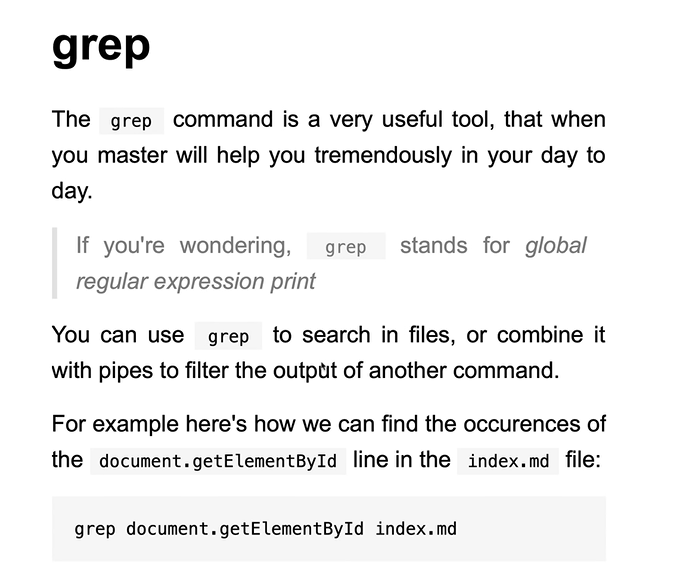 grep
The grep command is a very useful tool, that when
you master will help you tremendously in your day to
day.
If you're wondering, grep stands for global
regular expression print
You can use grep to search in files, or combine it
with pipes to filter the output of another command.
For example here's how we can find the occurences of
the document.getElementById line in the index.md file:
grep document.getElementById index.md